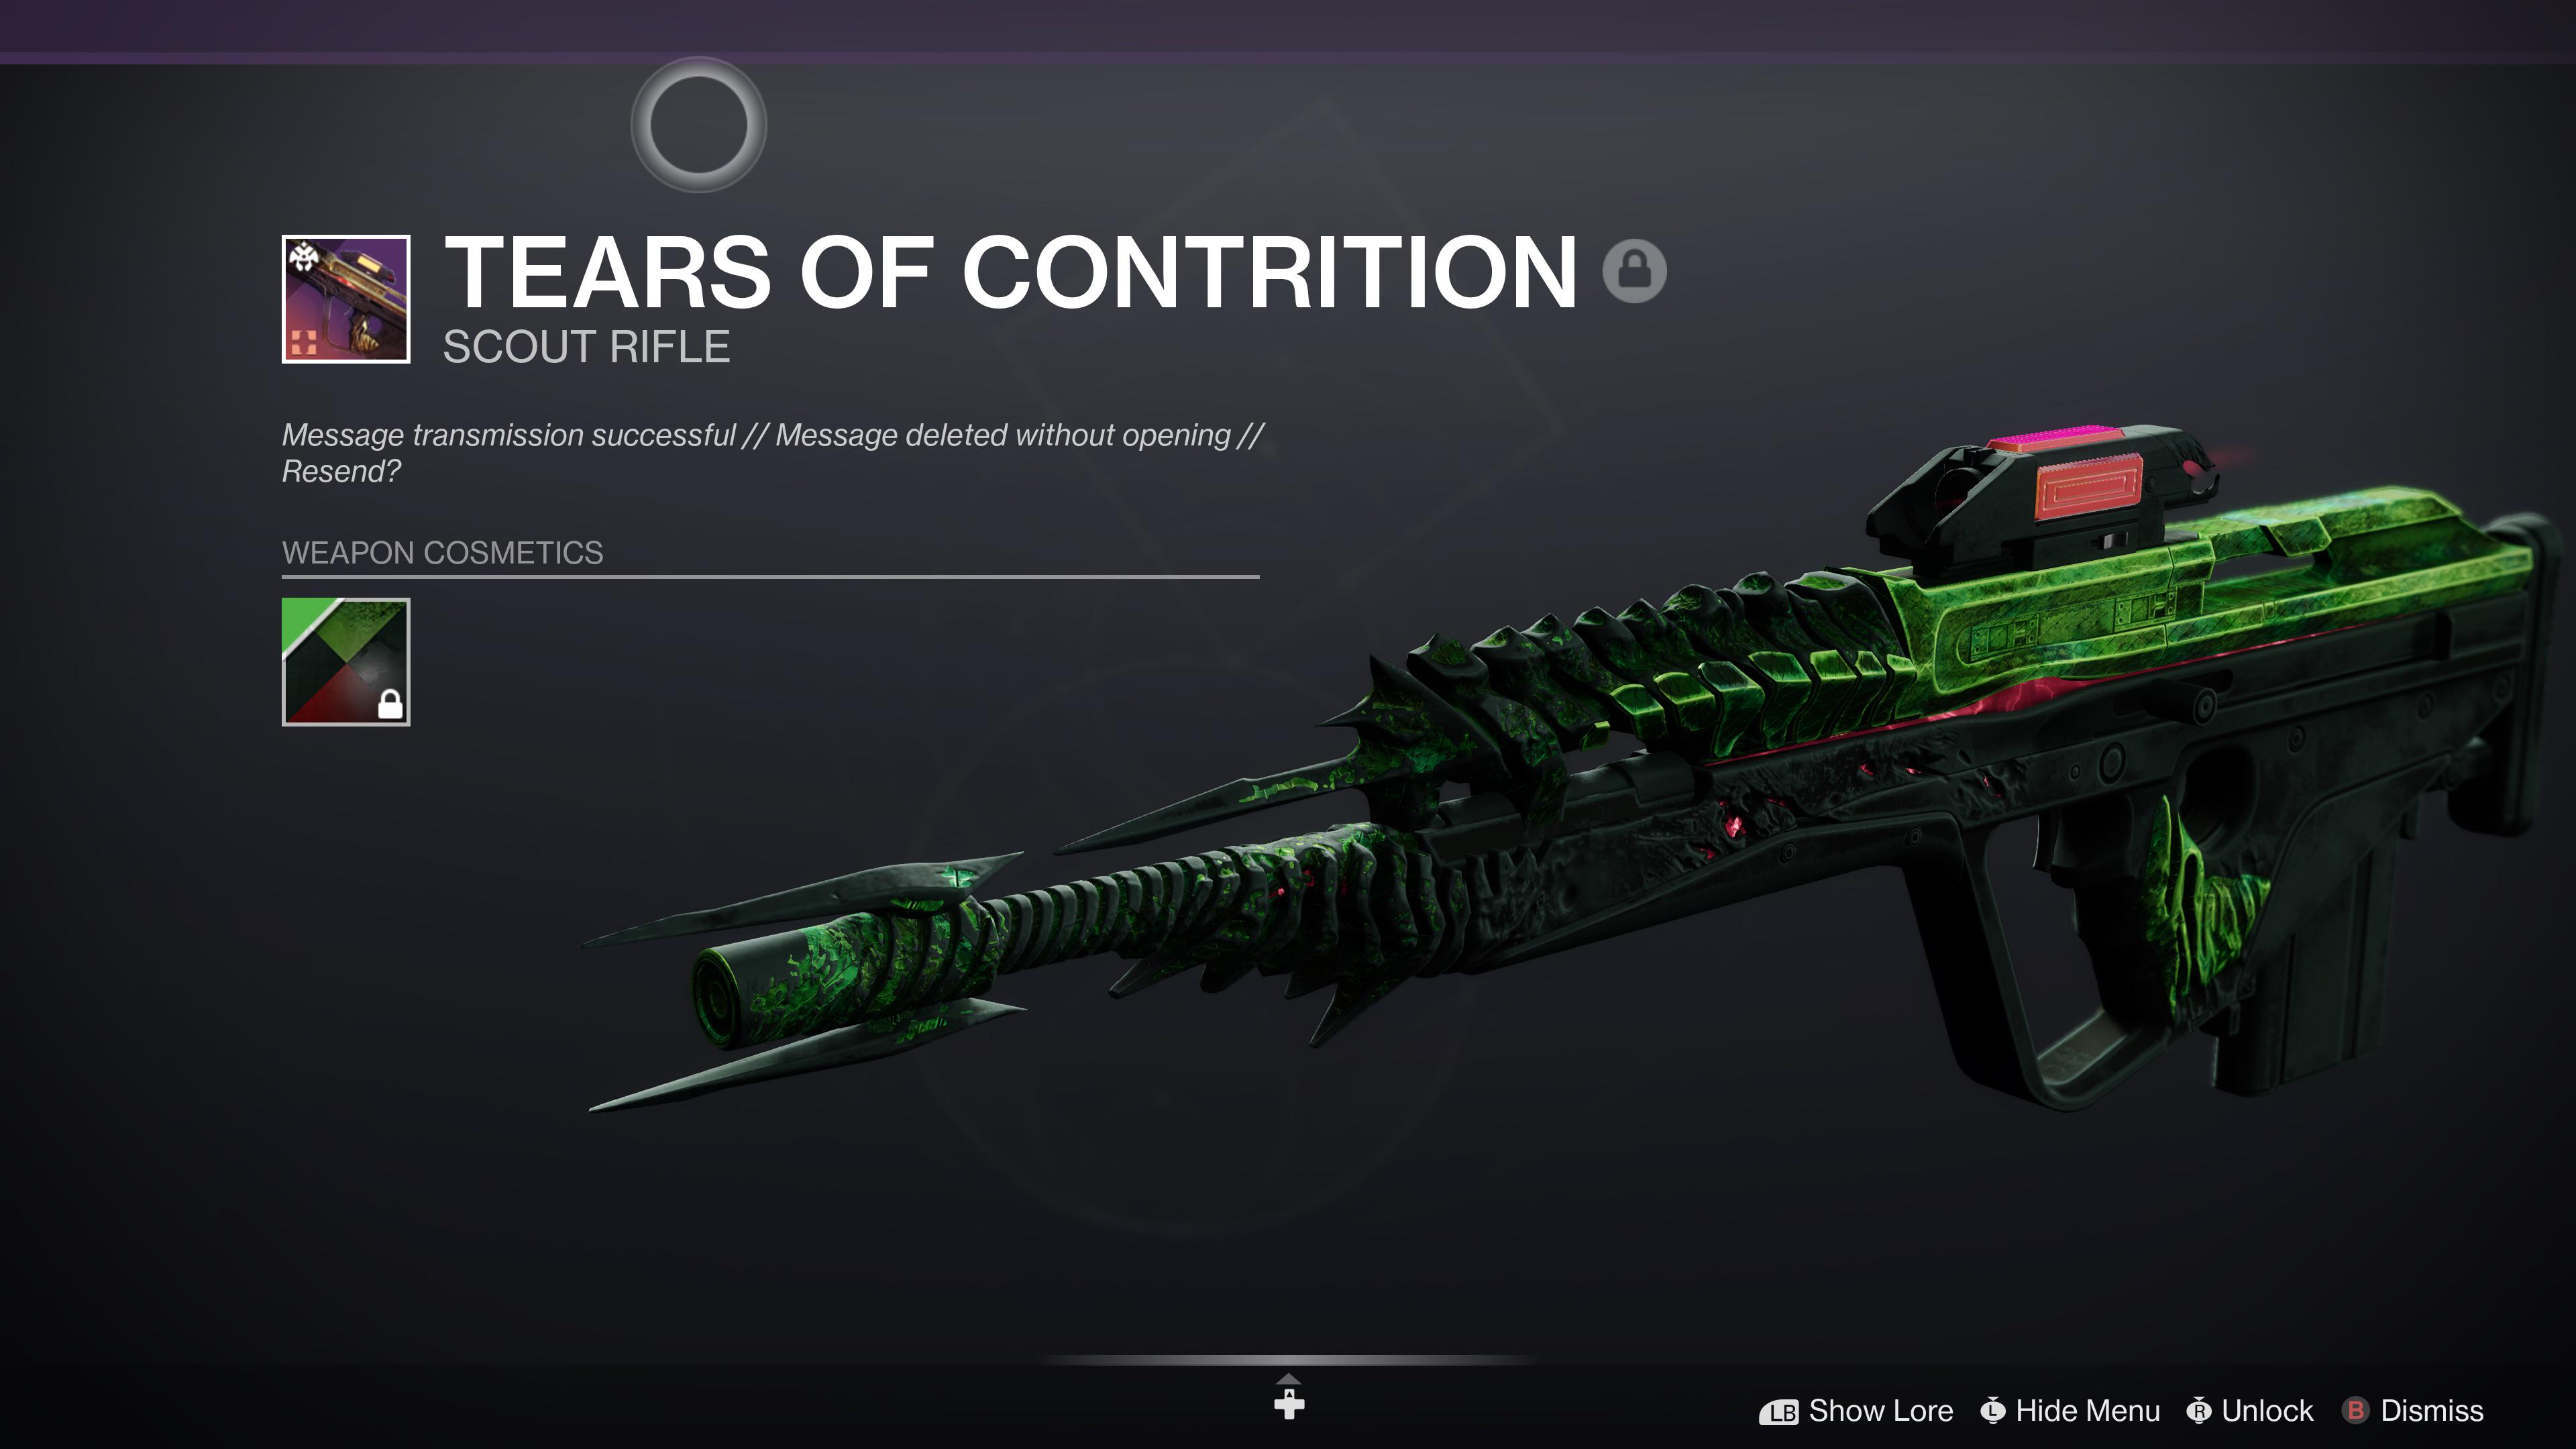 TEARS OF CONTRITION
SCOUT RIFLE
Message transmission successful // Message deleted without opening //
Resend?
WEAPON COSMETICS
LB Show Lore L Hide Menu R Unlock B Dismiss